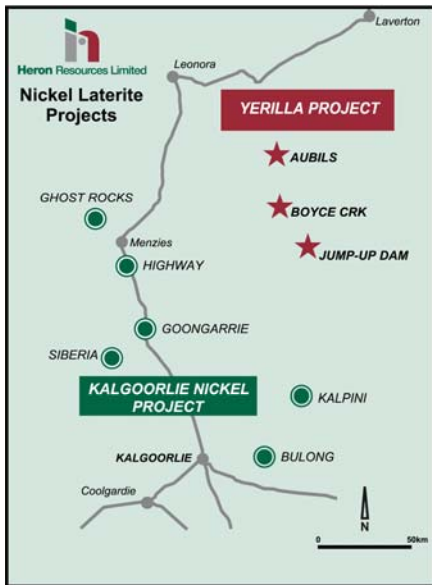 Laverton
Leonora
Heron Resources Limited
Nickel Laterite
Projects
YERILLA PROJECT
AUBILS
BOYCE CRK
GHOST ROCKS
Menzies
JUMP-UP DAM
HIGHWAY
GOONGARRIE
SIBERIA
KALGOORLIE NICKEL
PROJECT
KALPINI
KALGOORLIE
BULONG
Coolgardie
N
0 50km